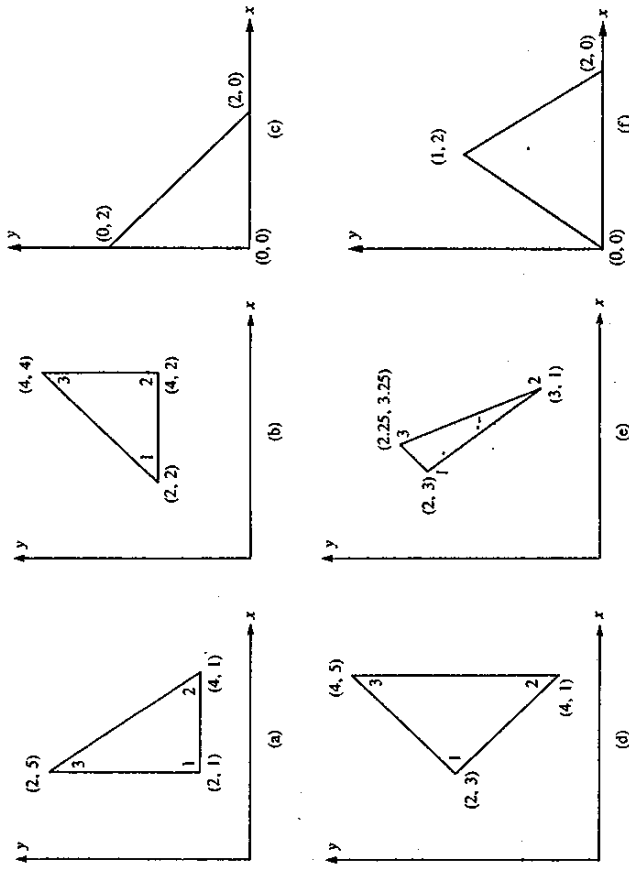 y
(2, 5)
3
1
2
(2, 1)
(4, 1)
x
(a)
y
(4, 4)
3
1
2
(2, 2)
(4, 2)
x
(b)
y
(0, 2)
(2, 0)
x
(0, 0)
(c)
y
(4, 5)
3
1
(2, 3)
2
(4, 1)
x
(d)
y
(2.25, 3.25)
3
(2, 3)
1
2
(3, 1)
x
(e)
y
(1, 2)
(2, 0)
x
(0, 0)
(f)